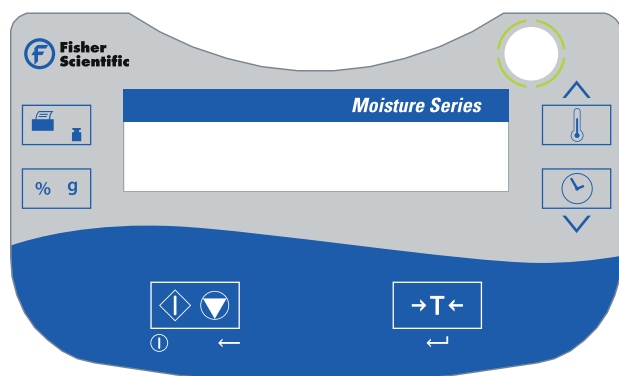 Fisher
Scientific
Moisture Series
% g
→T←